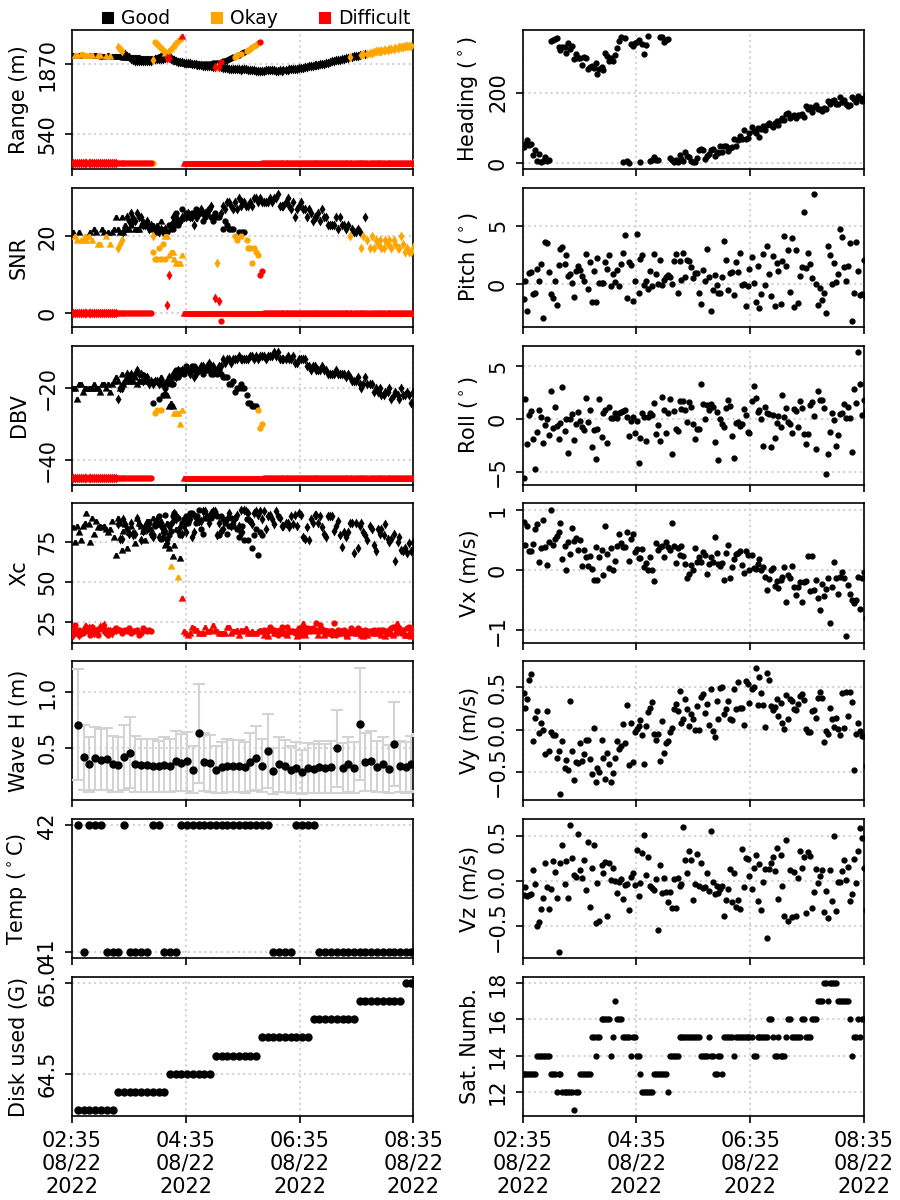 Good Okay Difficult
Range (m)
1870
540
Heading (°)
200
0
SNR
20
0
Pitch (°)
5
0
DBV
−20
−40
Roll (°)
5
0
−5
Xc
75
50
25
Vx (m/s)
1
0
−1
Wave H (m)
1.0
0.5
Vy (m/s)
0.5
0.0
−0.5
Temp (°C)
42
41
Vz (m/s)
0.5
0.0
−0.5
Disk used (G)
65.0
64.5
Sat. Numb.
18
16
14
12
02:35 04:35 06:35 08:35
08/22 08/22 08/22 08/22
2022 2022 2022 2022
02:35 04:35 06:35 08:35
08/22 08/22 08/22 08/22
2022 2022 2022 2022